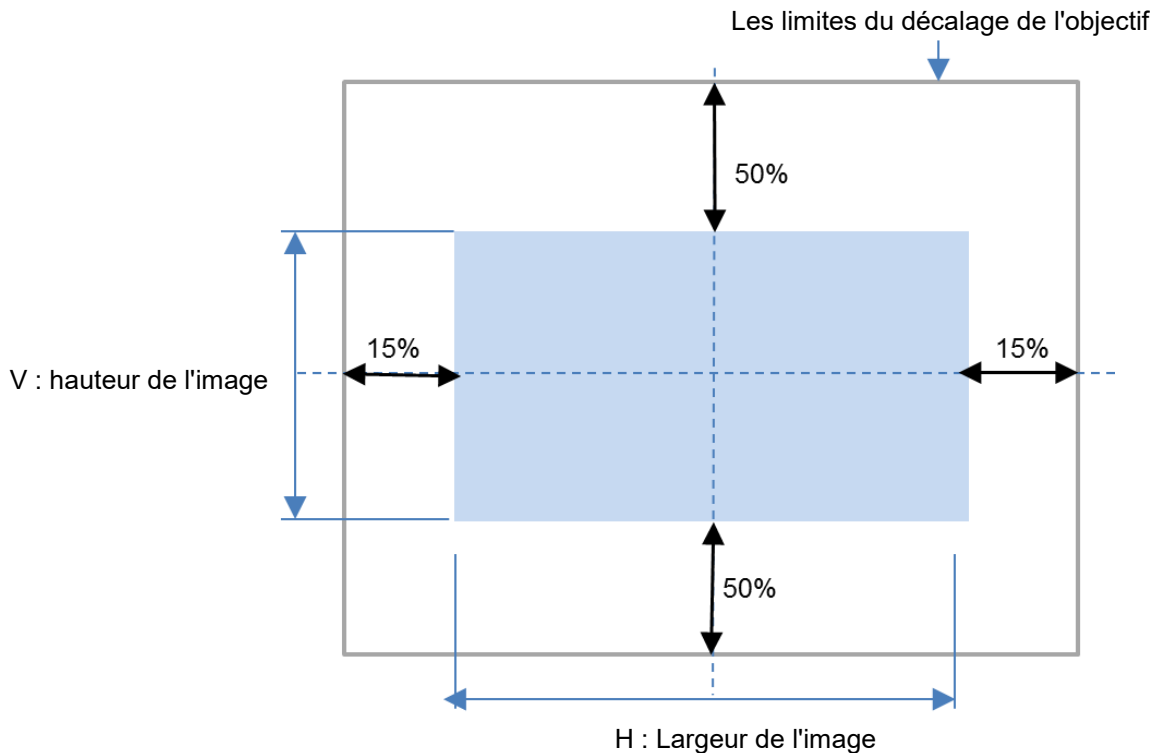 Les limites du décalage de l'objectif
50%
15%
15%
V : hauteur de l'image
50%
H : Largeur de l'image